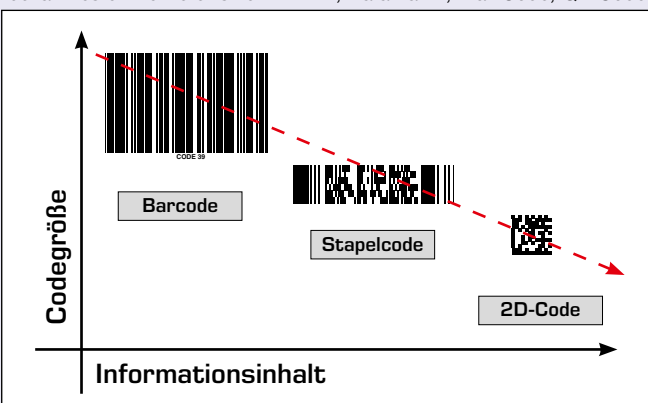 CODE 39
Barcode
Stapelcode
2D-Code
Codegröße
Informationsinhalt